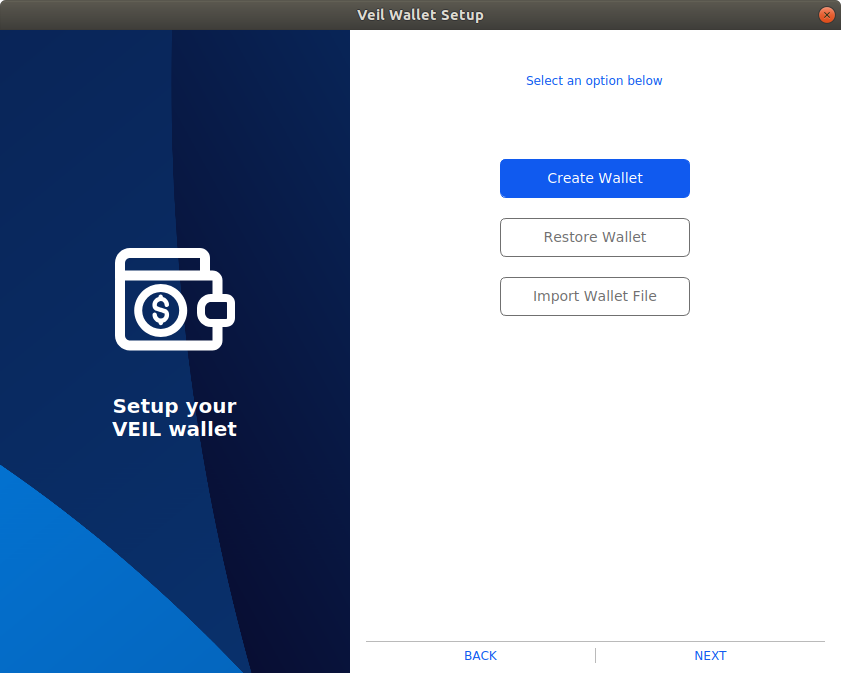 Veil Wallet Setup
Select an option below
Create Wallet
Restore Wallet
Import Wallet File
$
Setup your
VEIL wallet
BACK
NEXT